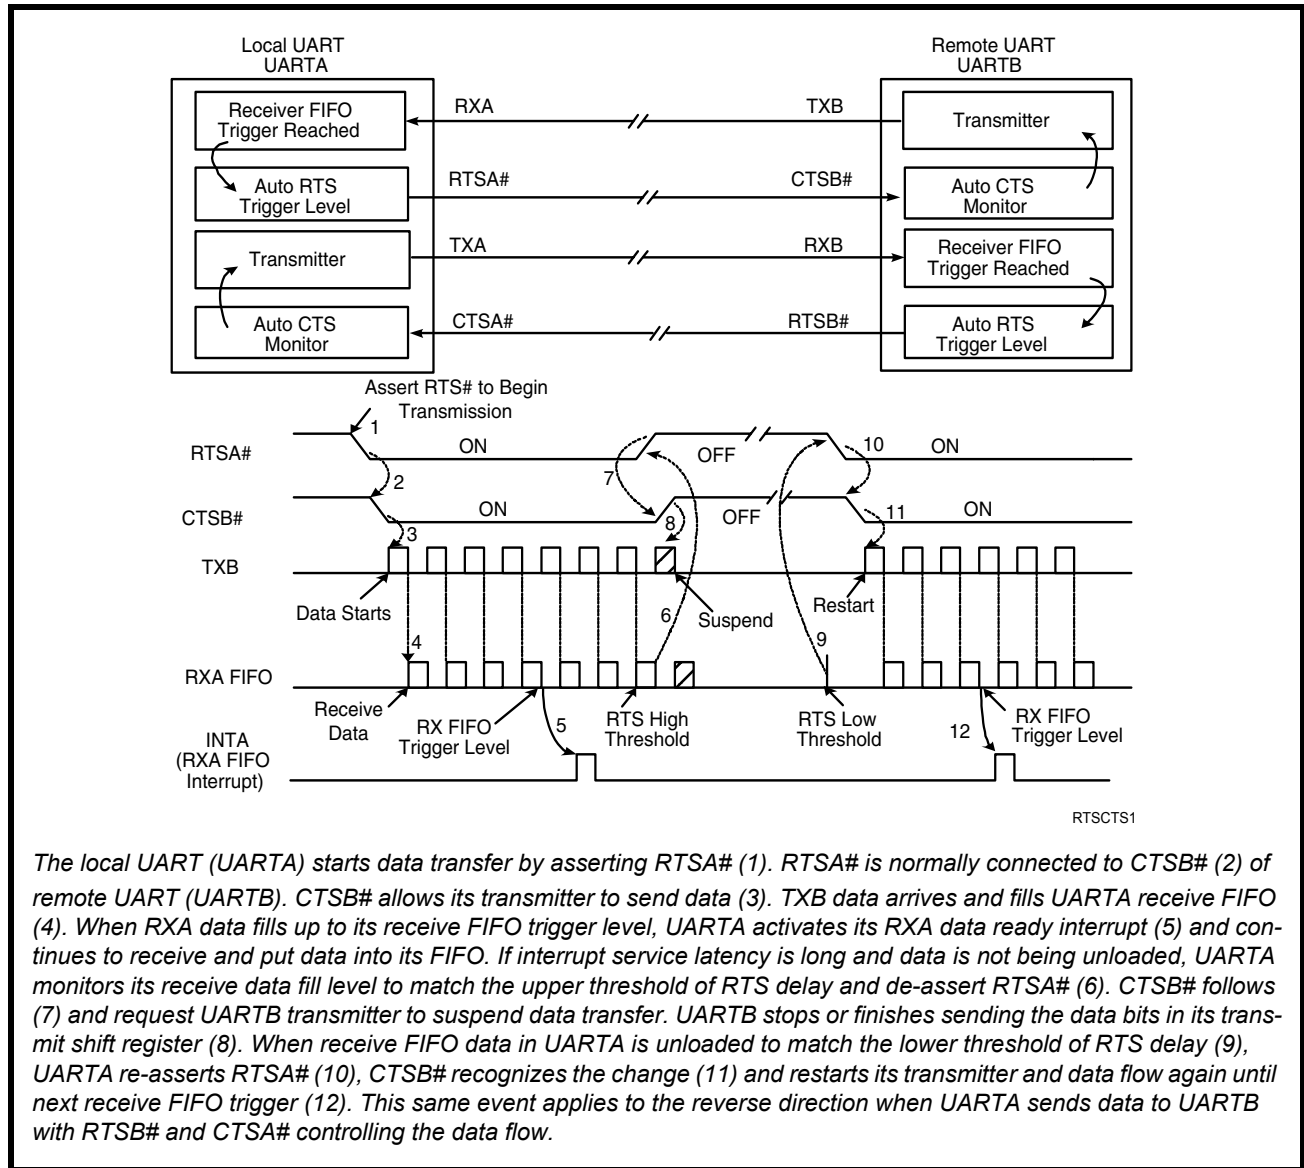 Local UART
UARTA
Remote UART
UARTB
Receiver FIFO
Trigger Reached
RXA
TXB
Transmitter
Auto RTS
Trigger Level
RTSA#
CTSB#
Auto CTS
Monitor
Transmitter
TXA
RXB
Receiver FIFO
Trigger Reached
Auto CTS
Monitor
CTSA#
RTSB#
Auto RTS
Trigger Level
Assert RTS# to Begin
Transmission
1
RTSA#
ON
OFF
10
ON
2
7
CTSB#
ON
8
OFF
11
ON
3
TXB
Data Starts
6
Suspend
Restart
4
9
RXA FIFO
Receive
Data
RX FIFO
Trigger Level
5
RTS High
Threshold
RTS Low
Threshold
12
RX FIFO
Trigger Level
INTA
(RXA FIFO
Interrupt)
RTSCTS1
The local UART (UARTA) starts data transfer by asserting RTSA# (1). RTSA# is normally connected to CTSB# (2) of
remote UART (UARTB). CTSB# allows its transmitter to send data (3). TXB data arrives and fills UARTA receive FIFO
(4). When RXA data fills up to its receive FIFO trigger level, UARTA activates its RXA data ready interrupt (5) and con-
tinues to receive and put data into its FIFO. If interrupt service latency is long and data is not being unloaded, UARTA
monitors its receive data fill level to match the upper threshold of RTS delay and de-assert RTSA# (6). CTSB# follows
(7) and request UARTB transmitter to suspend data transfer. UARTB stops or finishes sending the data bits in its trans-
mit shift register (8). When receive FIFO data in UARTA is unloaded to match the lower threshold of RTS delay (9),
UARTA re-asserts RTSA# (10), CTSB# recognizes the change (11) and restarts its transmitter and data flow again until
next receive FIFO trigger (12). This same event applies to the reverse direction when UARTA sends data to UARTB
with RTSB# and CTSA# controlling the data flow.